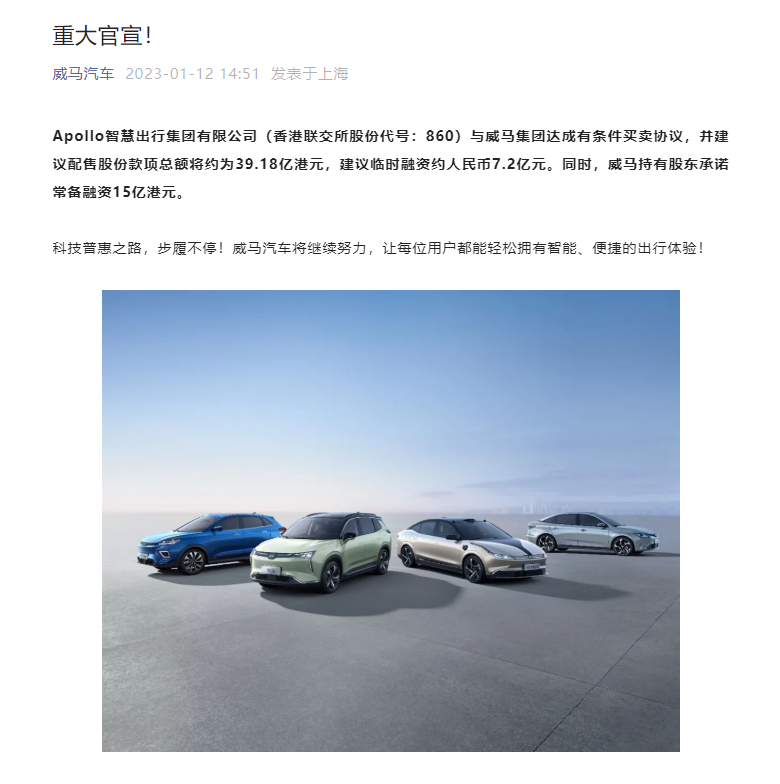 重大官宣！
威马汽车 2023-01-12 14:51 发表于上海
Apollo智慧出行集团有限公司（香港联交所股份代号：860）与威马集团达成有条件买卖协议，并建
议配售股份款项总额将约为39.18亿港元，建议临时融资约人民币7.2亿元。同时，威马持有股东承诺
常备融资15亿港元。
科技普惠之路，步履不停！威马汽车将继续努力，让每位用户都能轻松拥有智能、便捷的出行体验！